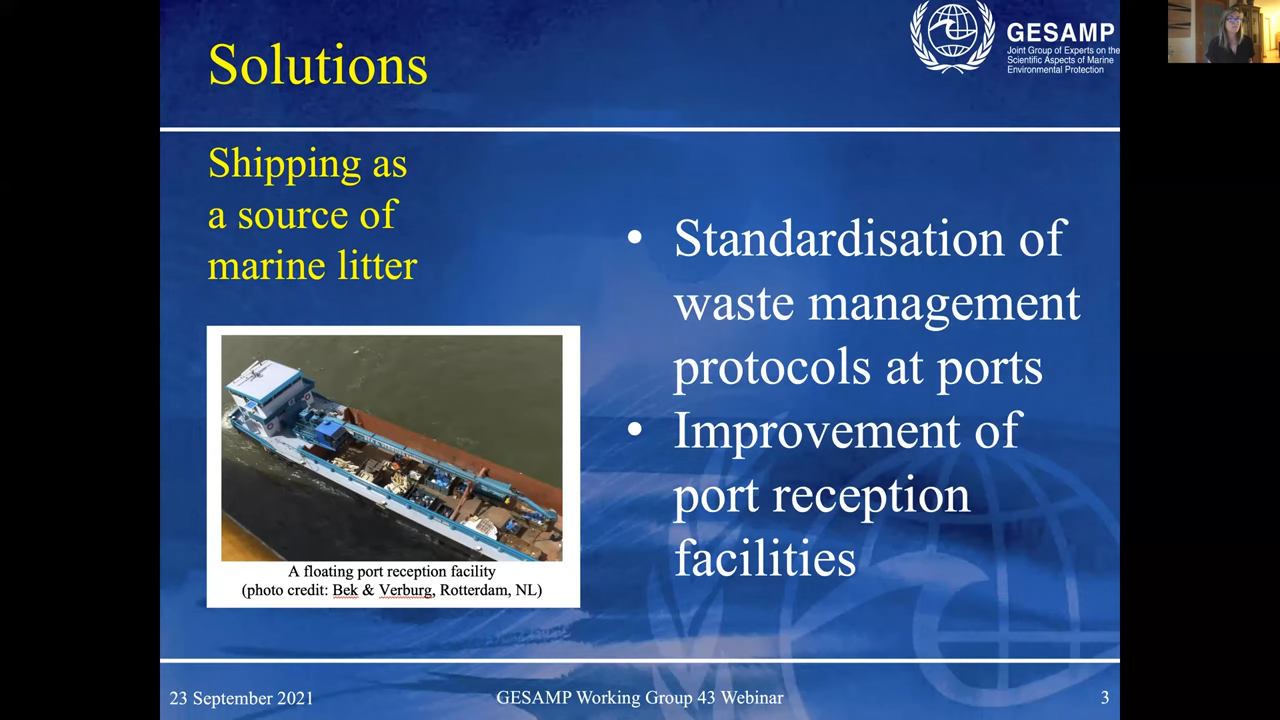 Solutions
GESAMP
Joint Group of Experts on the
Scientific Aspects of Marine
Environmental Protection
Shipping as
a source of
marine litter
A floating port reception facility
(photo credit: Bek & Verburg, Rotterdam, NL)
• Standardisation of
waste management
protocols at ports
• Improvement of
port reception
facilities
23 September 2021
GESAMP Working Group 43 Webinar
3